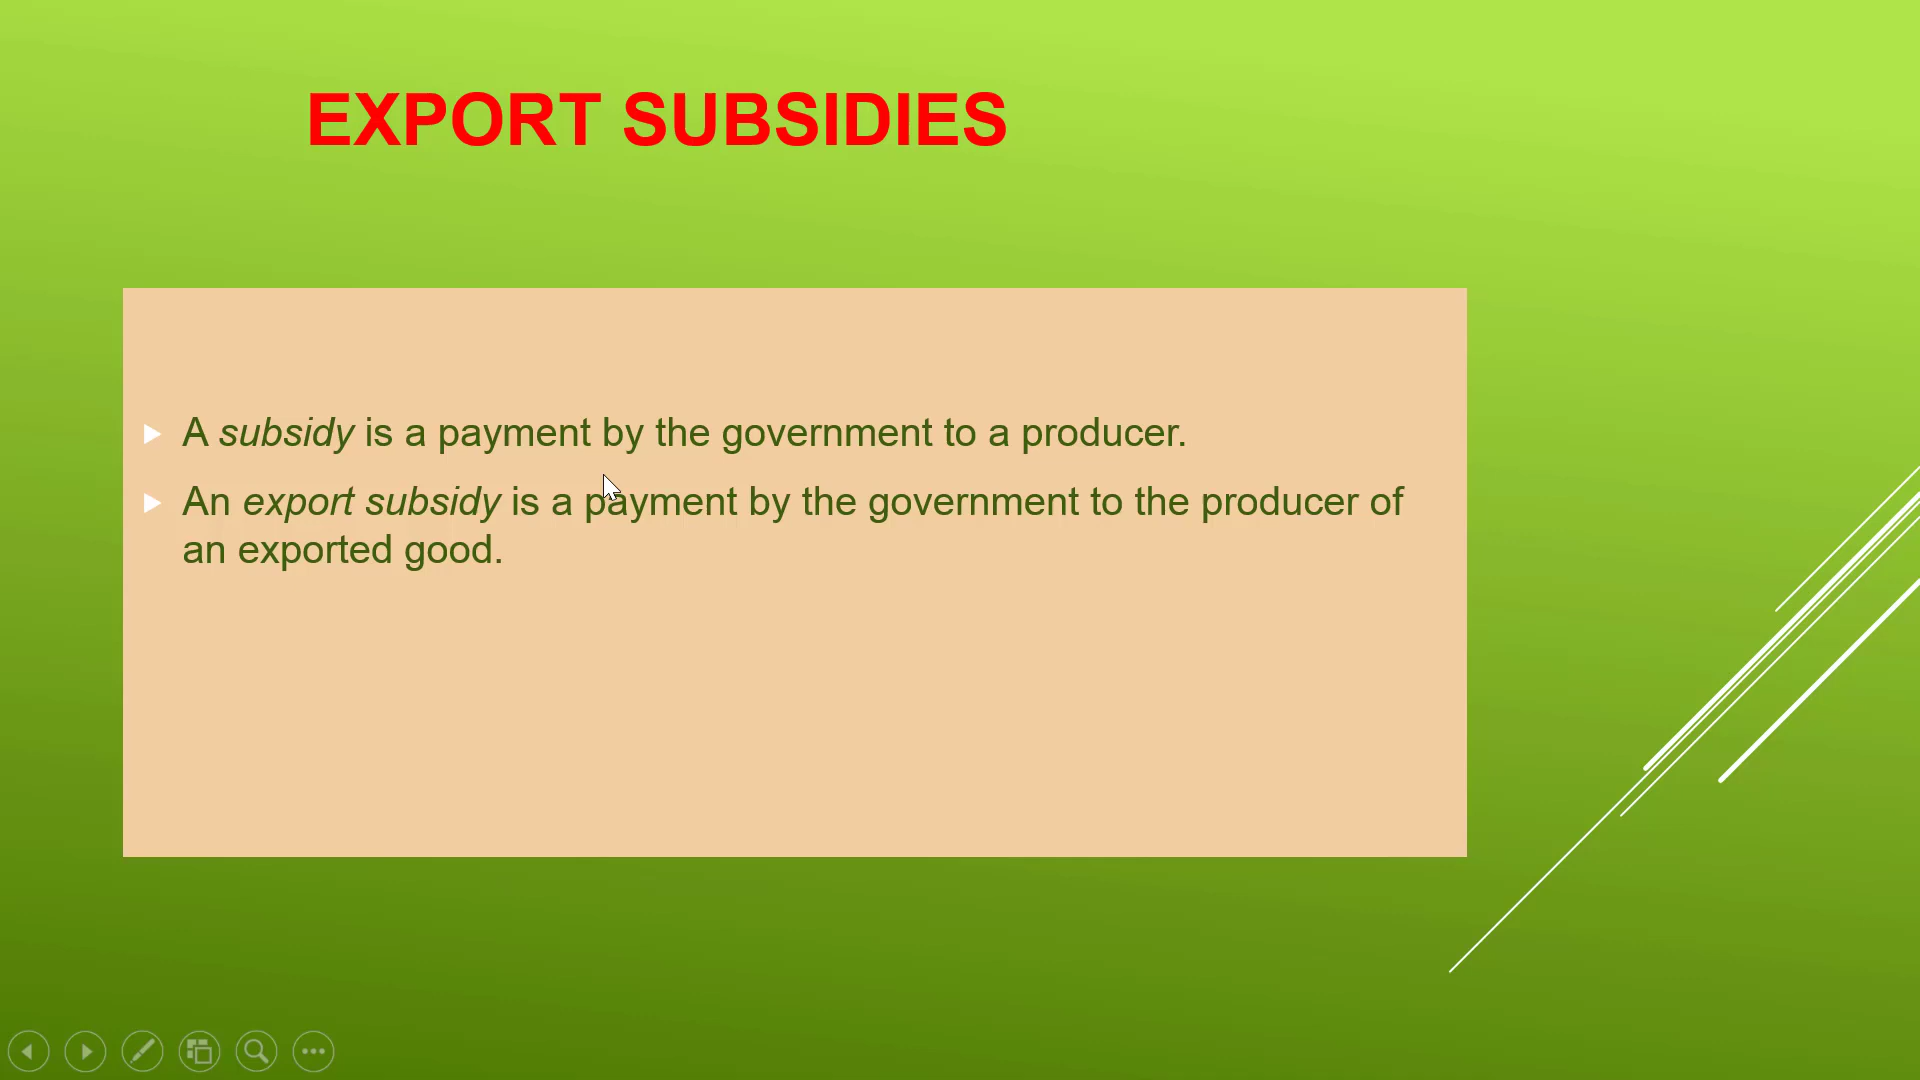 EXPORT SUBSIDIES
A subsidy is a payment by the government to a producer.
An export subsidy is a payment by the government to the producer of
an exported good.